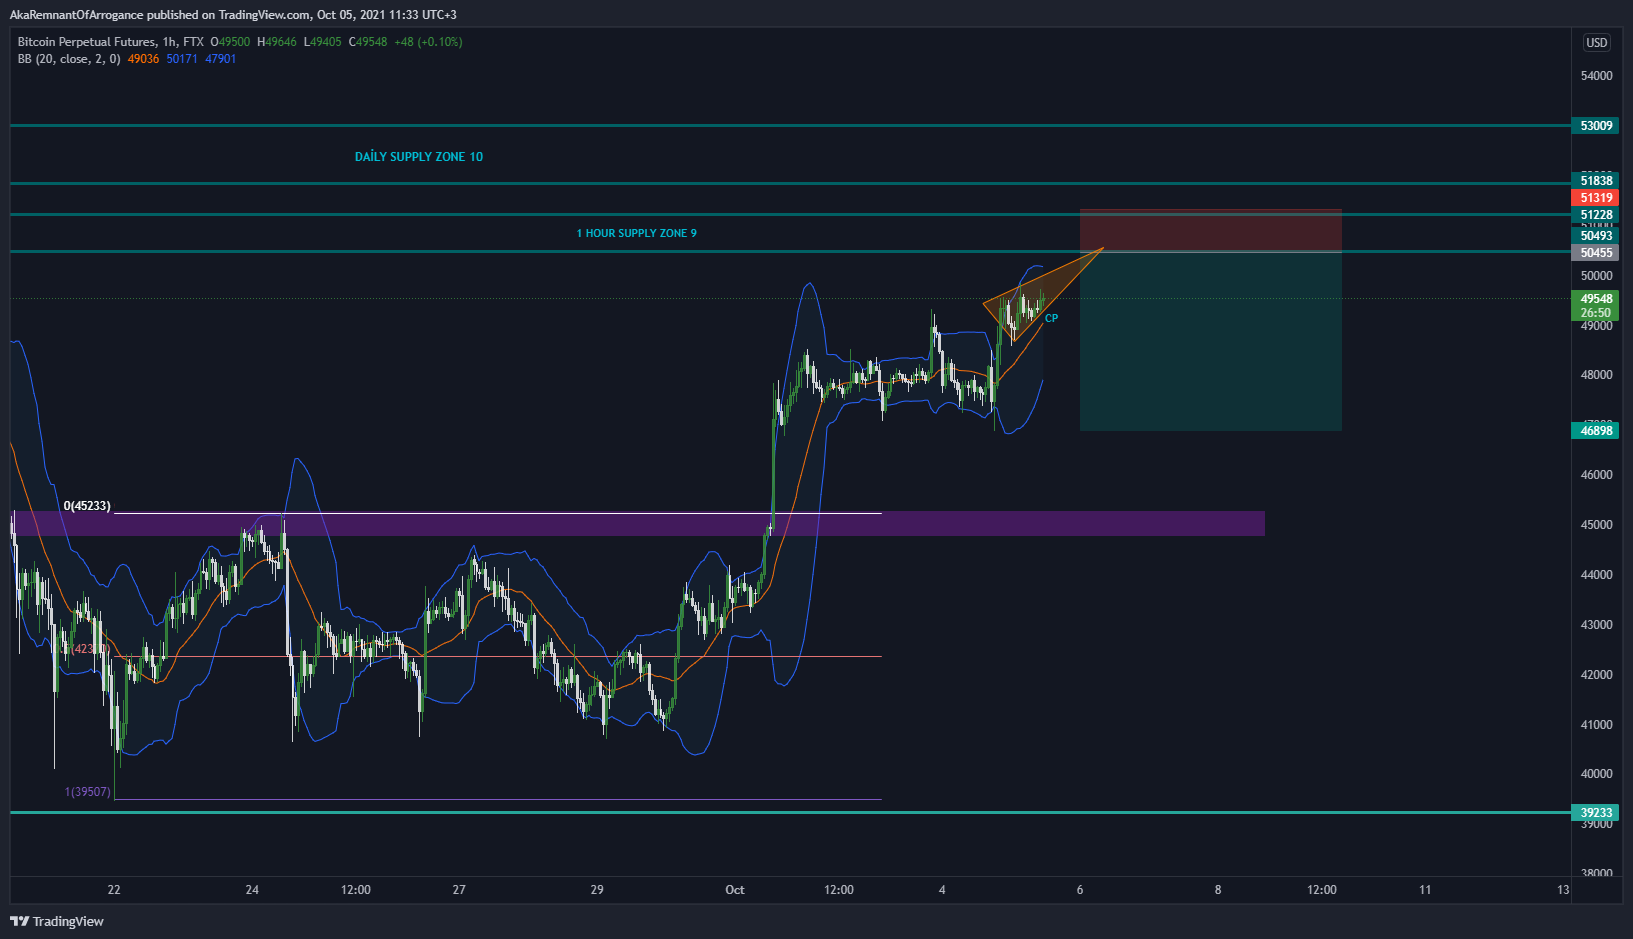 AkaRemnantOfArrogance published on TradingView.com, Oct 05, 2021 11:33 UTC+3
Bitcoin Perpetual Futures, 1h, FTX O49500 H49646 L49405 C49548 +48 (+0.10%)
BB (20, close, 2, 0) 49036 50171 47901
USD
54000
53009
DAİLY SUPPLY ZONE 10
51838
51319
51228
51000
1 HOUR SUPPLY ZONE 9
50493
50455
50000
49548
26:50
CP
49000
48000
46898
46000
0(45233)
45000
44000
43000
42000
41000
40000
1(39507)
39233
39000
38000
22 24 12:00 27 29 Oct 12:00 4 6 8 12:00 11 13
TradingView